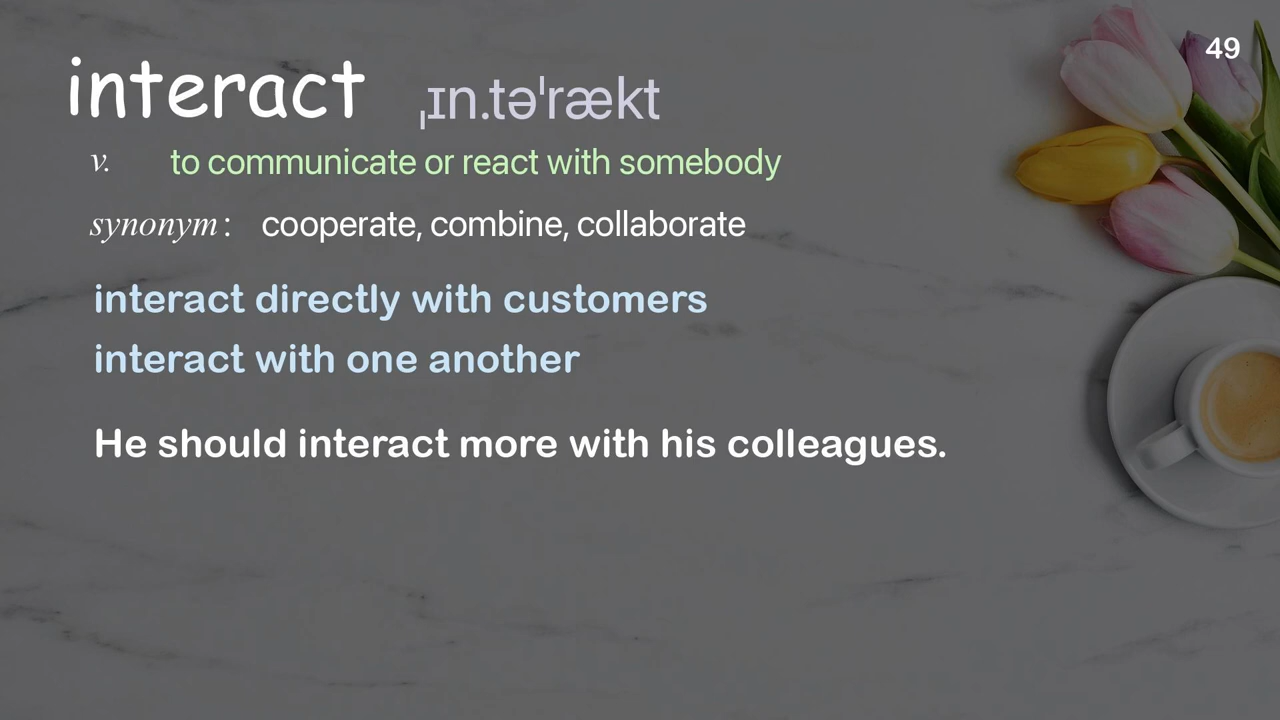 49
interact ˌɪn.təˈrækt
v. to communicate or react with somebody
synonym: cooperate, combine, collaborate
interact directly with customers
interact with one another
He should interact more with his colleagues.